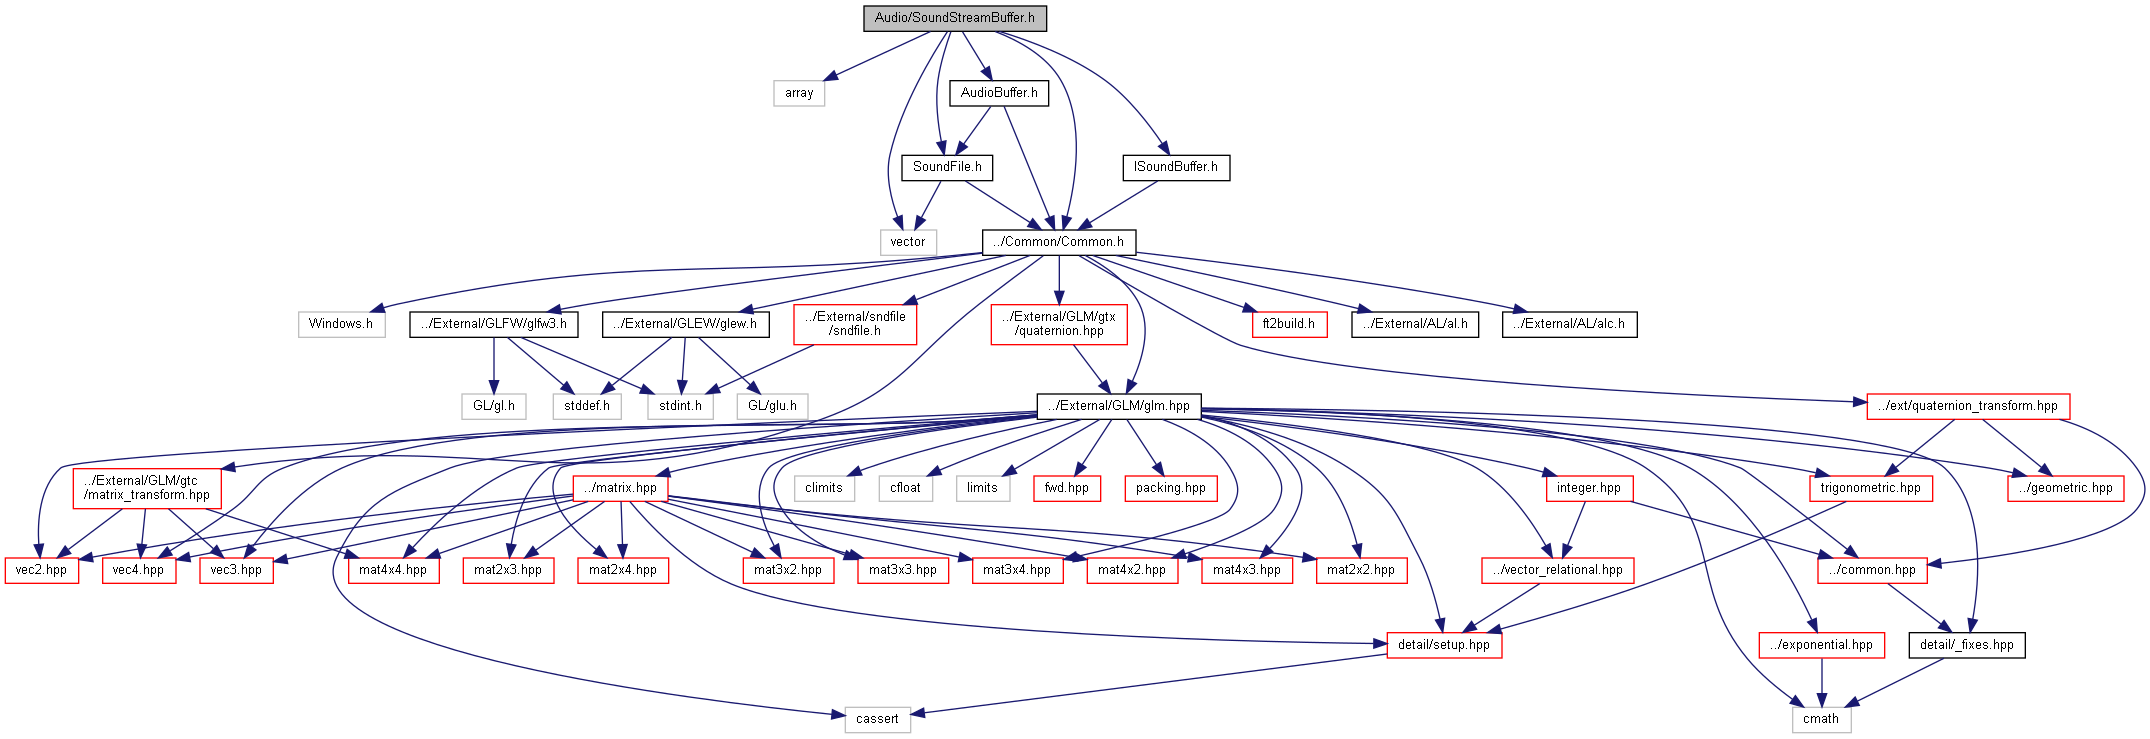 Audio/SoundStreamBuffer.h
array
AudioBuffer.h
SoundFile.h
ISoundBuffer.h
vector
../Common/Common.h
Windows.h
../External/GLFW/glfw3.h
../External/GLEW/glew.h
../External/sndfile
/sndfile.h
../External/GLM/gtx
/quaternion.hpp
ft2build.h
../External/AL/al.h
../External/AL/alc.h
GL/gl.h
stddef.h
stdint.h
GL/glu.h
../External/GLM/glm.hpp
../ext/quaternion_transform.hpp
../External/GLM/gtc
/matrix_transform.hpp
../matrix.hpp
climits
cfloat
limits
fwd.hpp
packing.hpp
integer.hpp
trigonometric.hpp
../geometric.hpp
vec2.hpp
vec4.hpp
vec3.hpp
mat4x4.hpp
mat2x3.hpp
mat2x4.hpp
mat3x2.hpp
mat3x3.hpp
mat3x4.hpp
mat4x2.hpp
mat4x3.hpp
mat2x2.hpp
../vector_relational.hpp
../common.hpp
detail/setup.hpp
../exponential.hpp
detail/_fixes.hpp
cassert
cmath